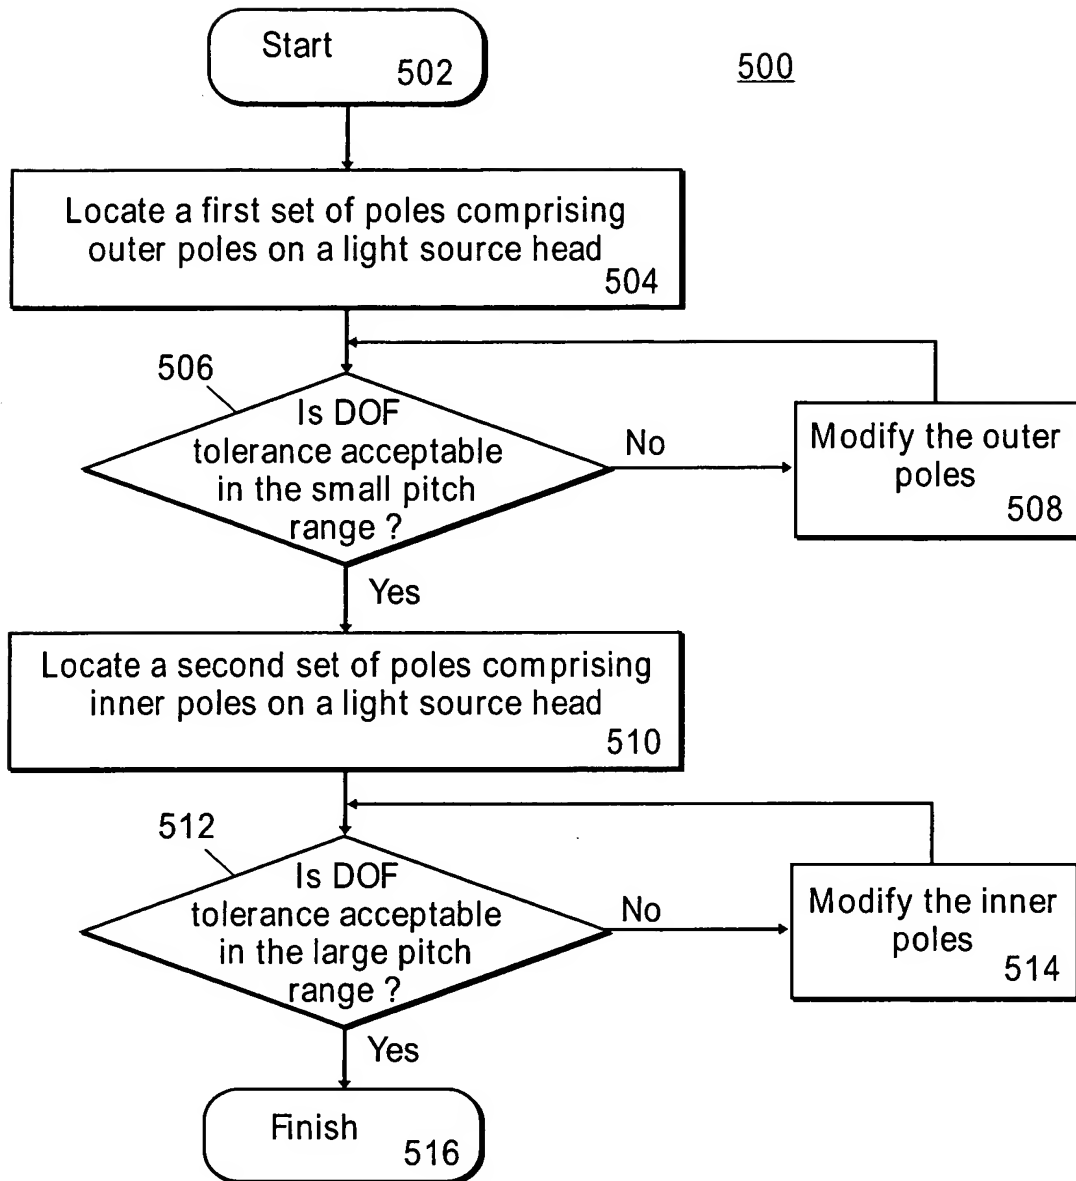 Start
502
500
Locate a first set of poles comprising
outer poles on a light source head
504
506
Is DOF
tolerance acceptable
in the small pitch
range ?
No
Modify the outer
poles
508
Yes
Locate a second set of poles comprising
inner poles on a light source head
510
512
Is DOF
tolerance acceptable
in the large pitch
range ?
No
Modify the inner
poles
514
Yes
Finish
516